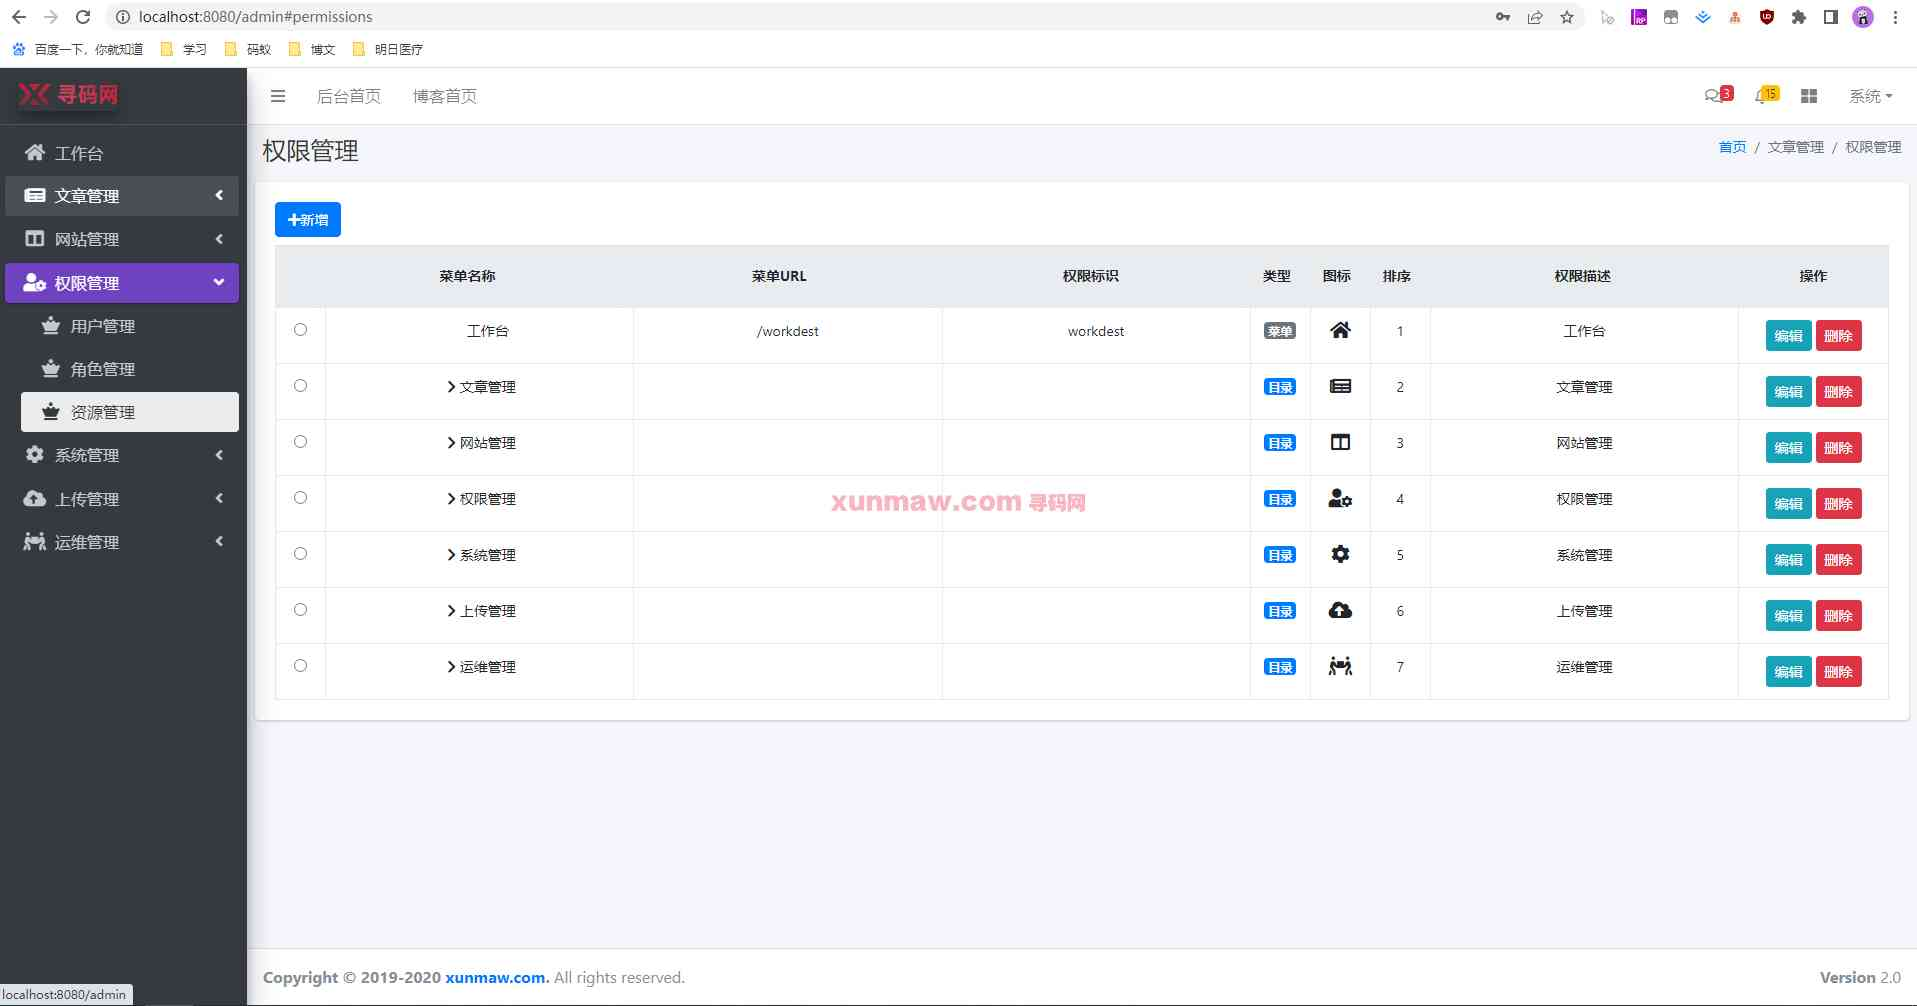 localhost:8080/admin#permissions
百度一下，你就知道 学习 码蚁 博文 明日医疗
寻码网
后台首页 博客首页 3 15 系统
权限管理
首页 / 文章管理 / 权限管理
工作台
文章管理
网站管理
权限管理
用户管理
角色管理
资源管理
系统管理
上传管理
运维管理
新增
菜单名称 菜单URL 权限标识 类型 图标 排序 权限描述 操作
工作台 /workdest workdest 菜单 1 工作台 编辑 删除
文章管理 目录 2 文章管理 编辑 删除
网站管理 目录 3 网站管理 编辑 删除
权限管理 目录 4 权限管理 编辑 删除
xunmaw.com 寻码网
系统管理 目录 5 系统管理 编辑 删除
上传管理 目录 6 上传管理 编辑 删除
运维管理 目录 7 运维管理 编辑 删除
Copyright © 2019-2020 xunmaw.com. All rights reserved. Version 2.0
localhost:8080/admin